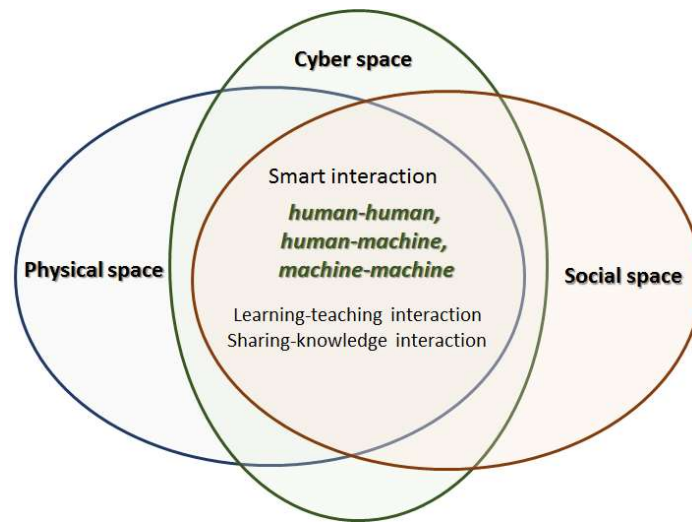 Cyber space
Smart interaction
human-human,
human-machine,
machine-machine
Physical space
Social space
Learning-teaching interaction
Sharing-knowledge interaction